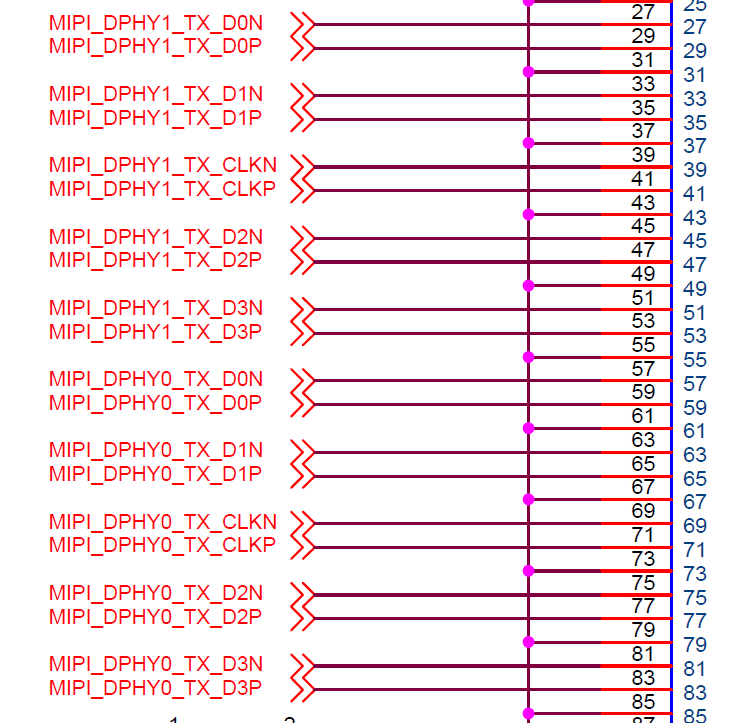 25
MIPI_DPHY1_TX_D0N 27 27
MIPI_DPHY1_TX_D0P 29 29
31 31
MIPI_DPHY1_TX_D1N 33 33
MIPI_DPHY1_TX_D1P 35 35
37 37
MIPI_DPHY1_TX_CLKN 39 39
MIPI_DPHY1_TX_CLKP 41 41
43 43
MIPI_DPHY1_TX_D2N 45 45
MIPI_DPHY1_TX_D2P 47 47
49 49
MIPI_DPHY1_TX_D3N 51 51
MIPI_DPHY1_TX_D3P 53 53
55 55
MIPI_DPHY0_TX_D0N 57 57
MIPI_DPHY0_TX_D0P 59 59
61 61
MIPI_DPHY0_TX_D1N 63 63
MIPI_DPHY0_TX_D1P 65 65
67 67
MIPI_DPHY0_TX_CLKN 69 69
MIPI_DPHY0_TX_CLKP 71 71
73 73
MIPI_DPHY0_TX_D2N 75 75
MIPI_DPHY0_TX_D2P 77 77
79 79
MIPI_DPHY0_TX_D3N 81 81
MIPI_DPHY0_TX_D3P 83 83
85 85